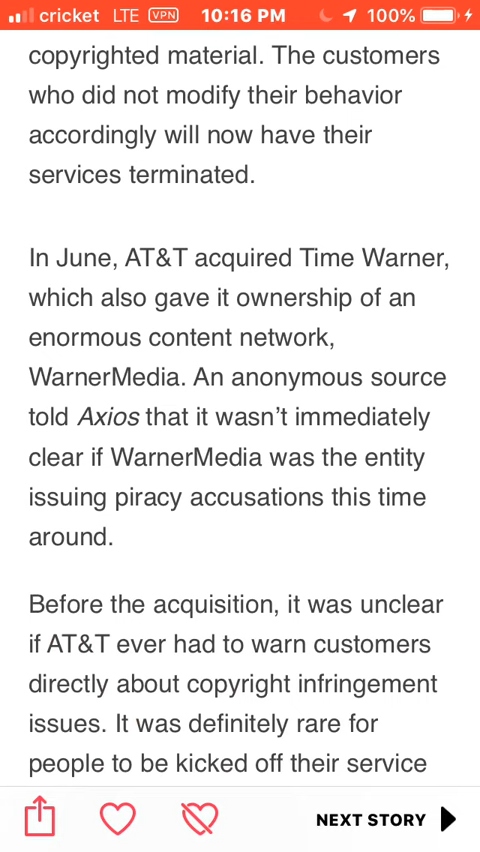 cricket LTE VPN 10:16 PM 100%
copyrighted material. The customers
who did not modify their behavior
accordingly will now have their
services terminated.
In June, AT&T acquired Time Warner,
which also gave it ownership of an
enormous content network,
WarnerMedia. An anonymous source
told Axios that it wasn’t immediately
clear if WarnerMedia was the entity
issuing piracy accusations this time
around.
Before the acquisition, it was unclear
if AT&T ever had to warn customers
directly about copyright infringement
issues. It was definitely rare for
people to be kicked off their service
NEXT STORY